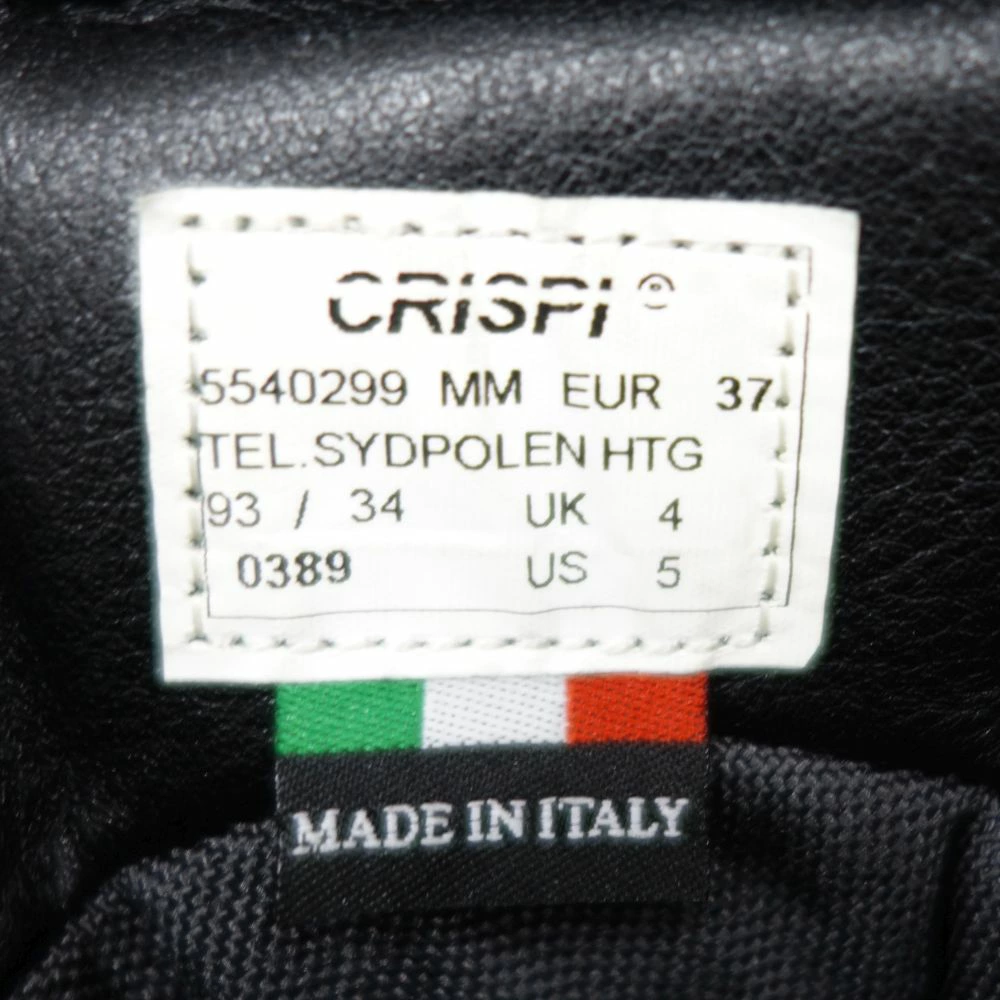 CRISPI ®
5540299 MM EUR 37
TEL.SYDPOLEN HTG
93 / 34 UK 4
0389 US 5
MADE IN ITALY